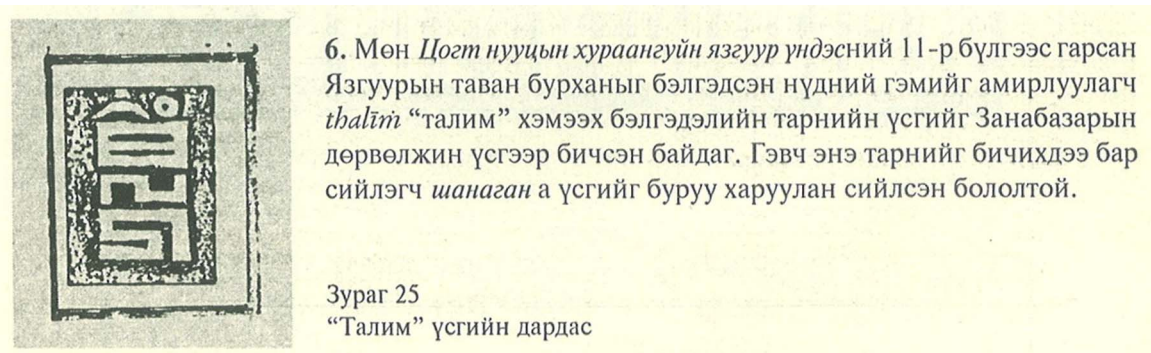 6. Мөн Цогт нууцын хураангуйн язгуур үндэсний 11-р бүлгээс гарсан
Язгуурын таван бурханыг бэлгэдсэн нүдний гэмийг амирлуулагч
thalīṁ “талим” хэмээх бэлгэдэлийн тарнийн үсгийг Занабазарын
дөрвөлжин үсгээр бичсэн байдаг. Гэвч энэ тарнийг бичихдээ бар
сийлэгч шанаган а үсгийг буруу харуулан сийлсэн бололтой.
Зураг 25
“Талим” үсгийн дардас